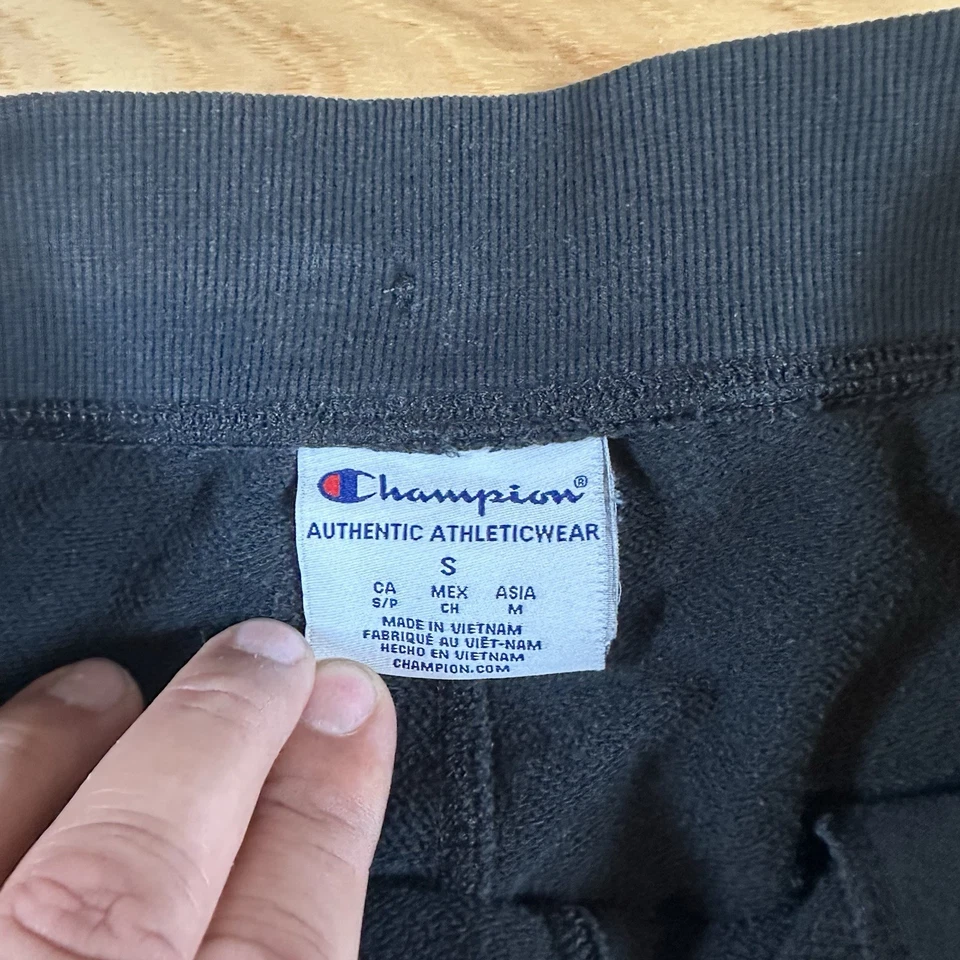 Champion®
AUTHENTIC ATHLETICWEAR
S
CA MEX ASIA
S/P CH M
MADE IN VIETNAM
FABRIQUÉ AU VIÊT-NAM
HECHO EN VIETNAM
CHAMPION.COM